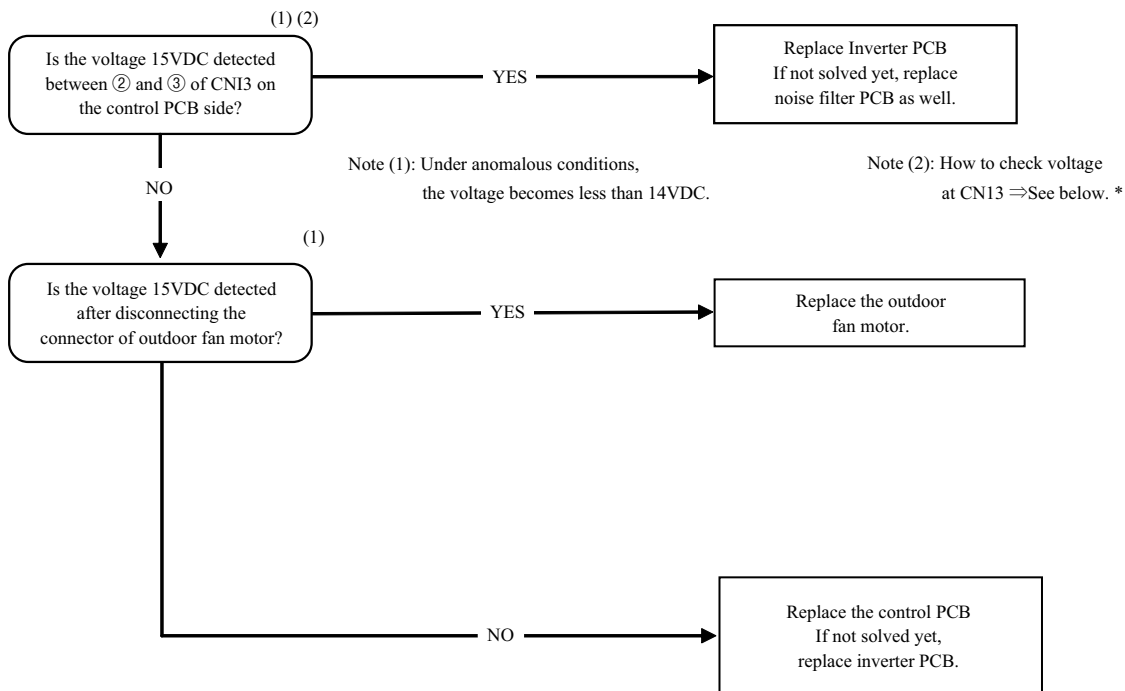 (1) (2)
Is the voltage 15VDC detected
between ② and ③ of CNI3 on
the control PCB side?
YES
Replace Inverter PCB
If not solved yet, replace
noise filter PCB as well.
NO
Note (1): Under anomalous conditions,
the voltage becomes less than 14VDC.
Note (2): How to check voltage
at CN13 ⇒See below. *
(1)
Is the voltage 15VDC detected
after disconnecting the
connector of outdoor fan motor?
YES
Replace the outdoor
fan motor.
NO
Replace the control PCB
If not solved yet,
replace inverter PCB.